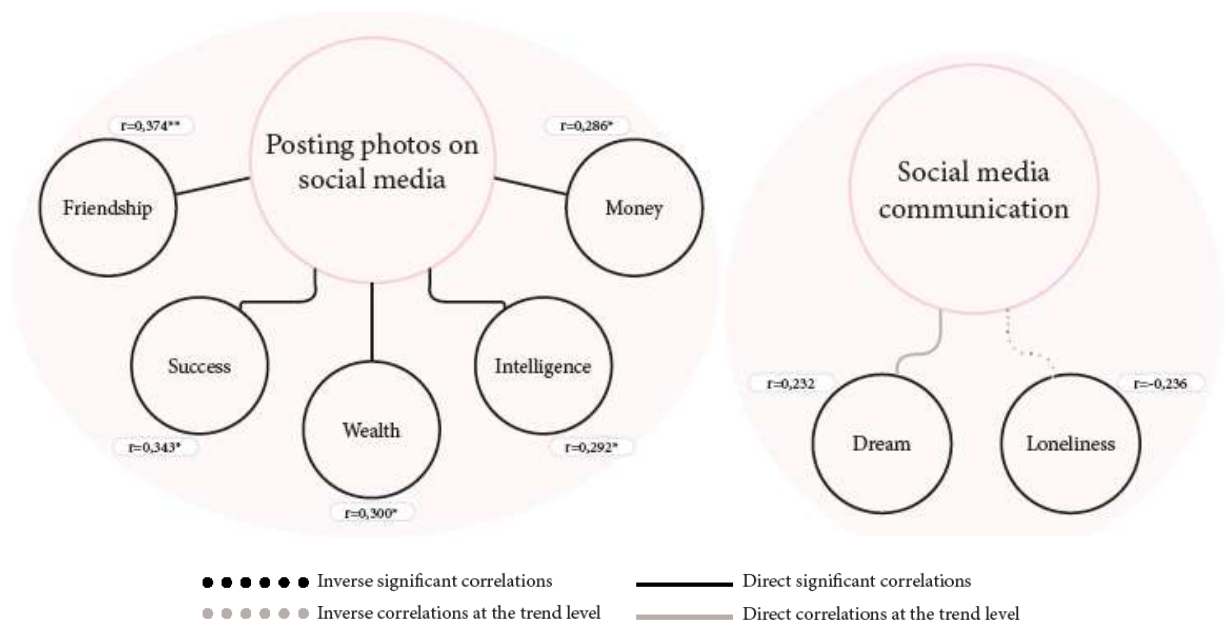 Posting photos on
social media
r=0,374**
Friendship
r=0,286*
Money
Success
r=0,343*
Wealth
r=0,300*
Intelligence
r=0,292*
Social media
communication
r=0,232
Dream
r=-0,236
Loneliness
Inverse significant correlations
Direct significant correlations
Inverse correlations at the trend level
Direct correlations at the trend level